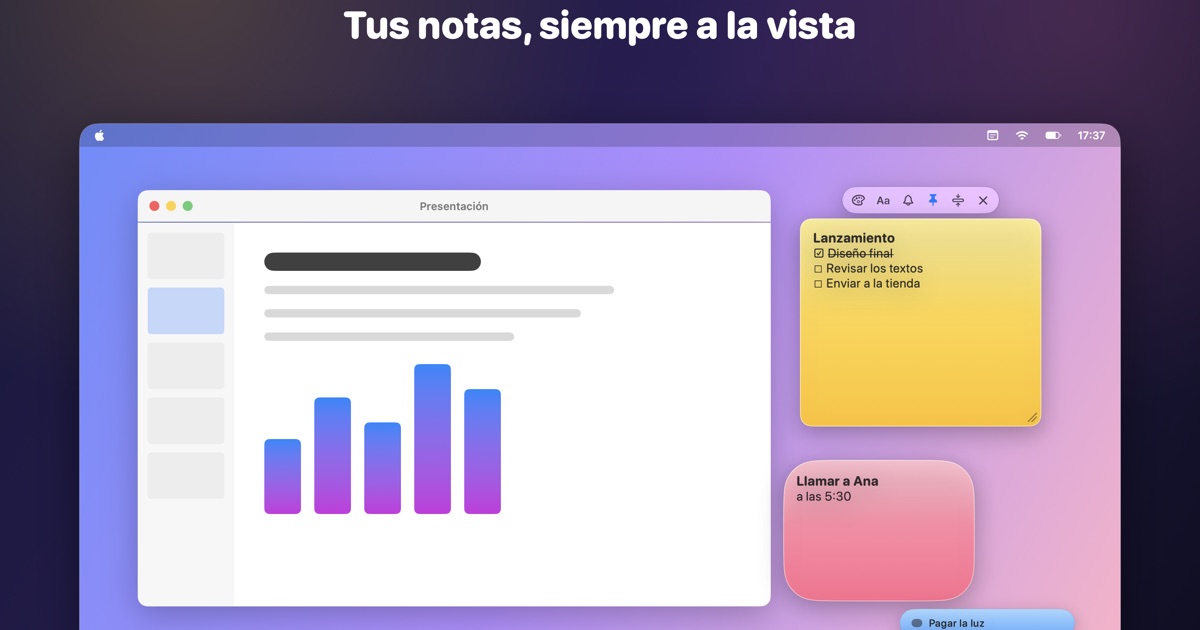 Tus notas, siempre a la vista
17:37
Presentación
Aa
Lanzamiento
Diseño final
Revisar los textos
Enviar a la tienda
Llamar a Ana
a las 5:30
Pagar la luz